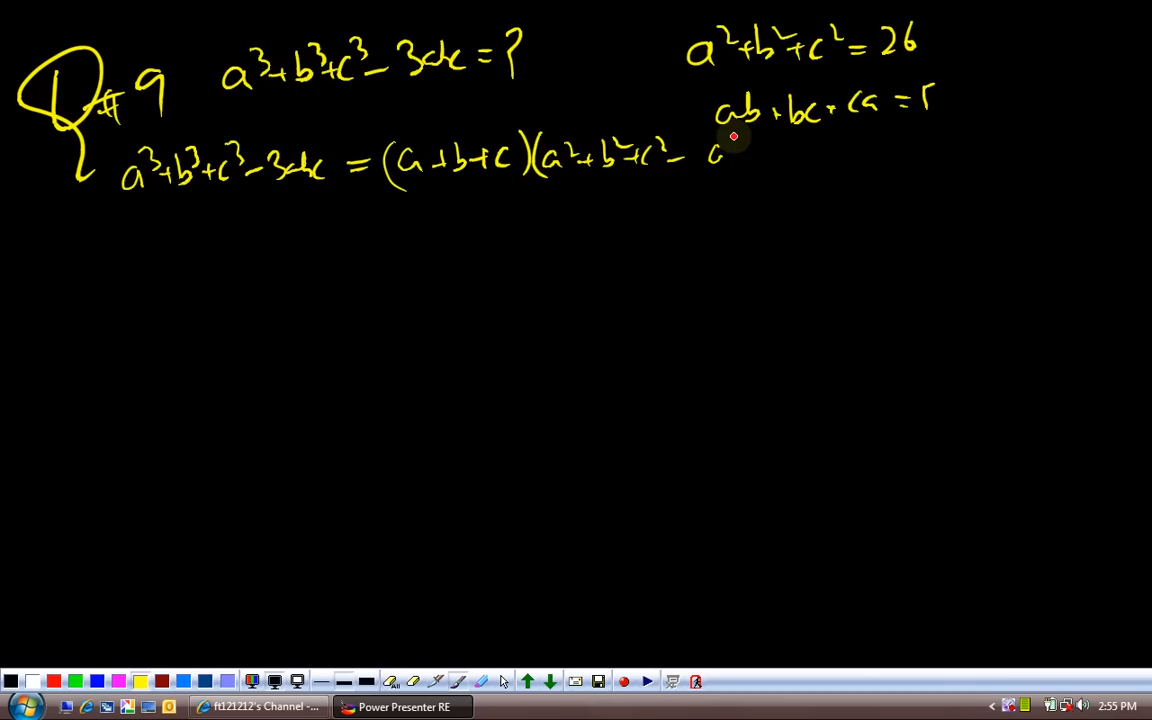 Q#9 a³+b³+c³-3abc=? a²+b²+c²=26
ab+bc+ca=5
a³+b³+c³-3abc=(a+b+c)(a²+b²+c²- a
ft121212's Channel -... Power Presenter RE 2:55 PM